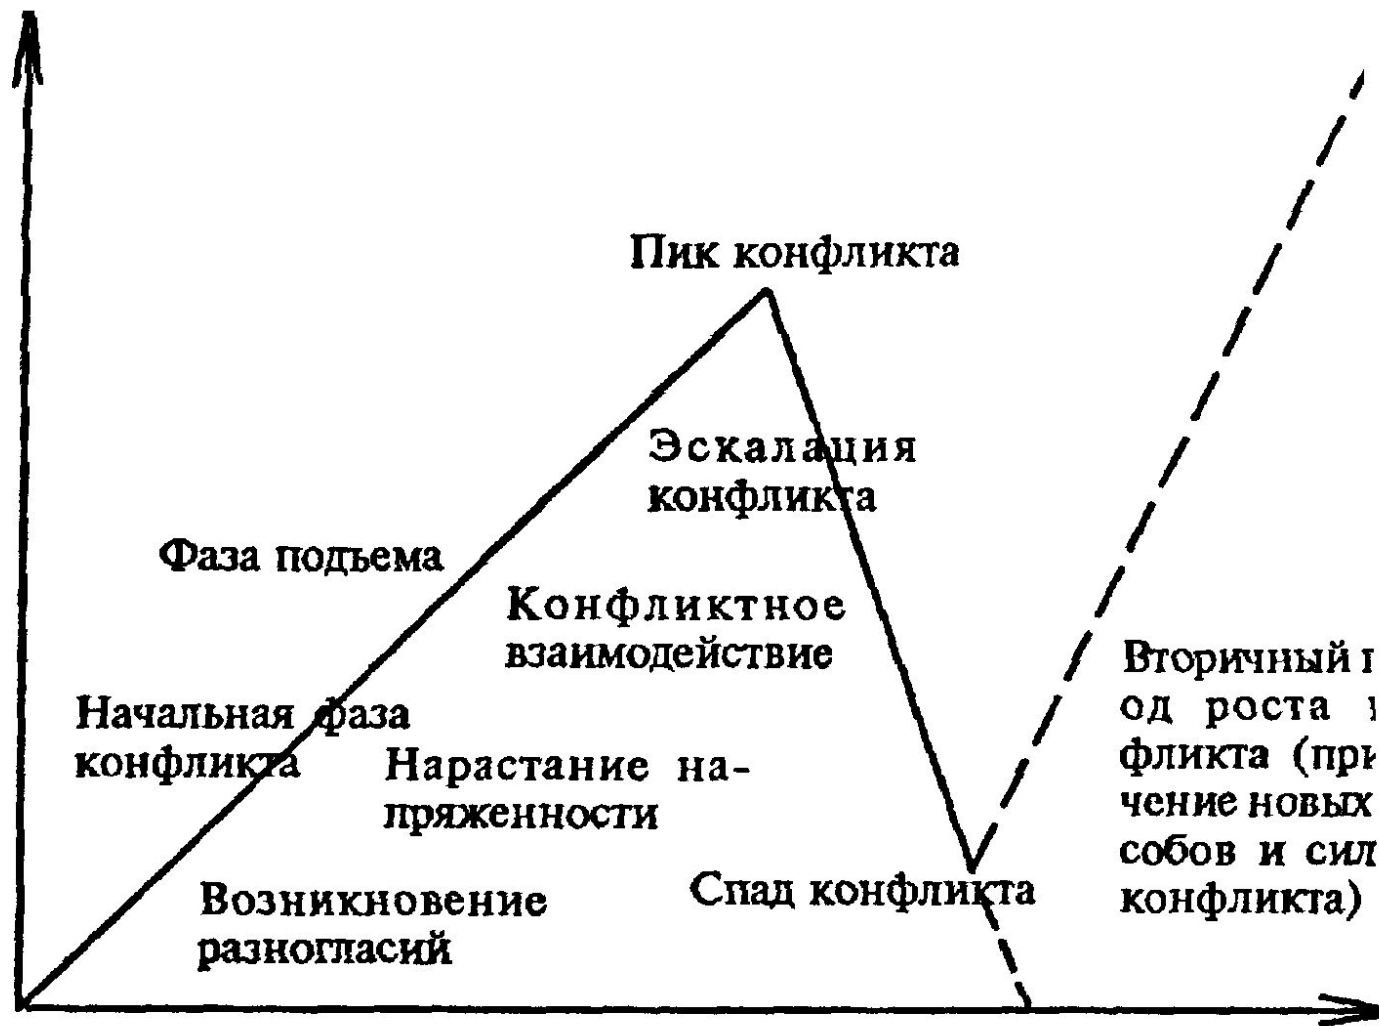 Пик конфликта
Эскалация
конфликта
Фаза подъема
Конфликтное
взаимодействие
Начальная фаза
конфликта
Нарастание на-
пряженности
Возникновение
разногласий
Спад конфликта
Вторичный
од роста
фликта
чение новых
собов и сил
конфликта)